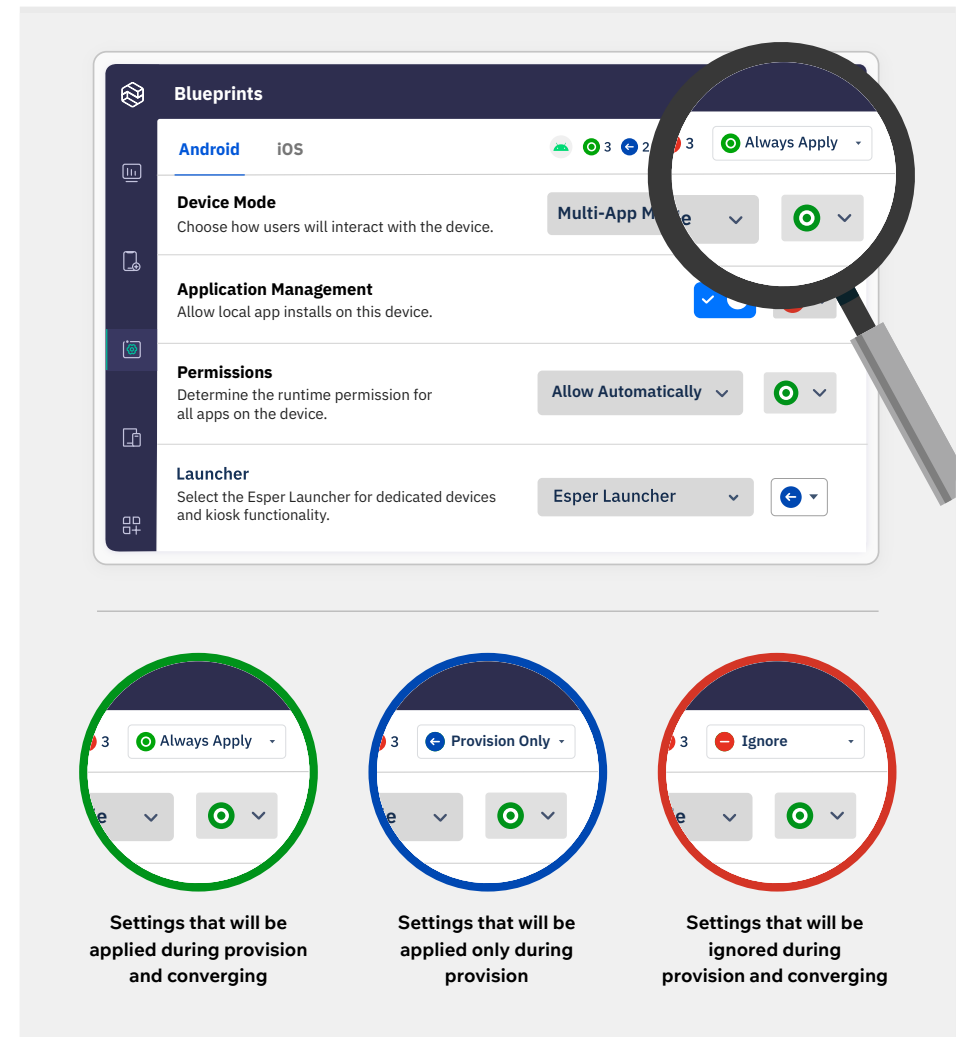 Blueprints
Android iOS 3 2 3 Always Apply
Device Mode
Choose how users will interact with the device.
Multi-App M e
Application Management
Allow local app installs on this device.
Permissions
Determine the runtime permission for
all apps on the device.
Allow Automatically
Launcher
Select the Esper Launcher for dedicated devices
and kiosk functionality.
Esper Launcher
3 Always Apply
e
3 Provision Only
e
3 Ignore
e
Settings that will be
applied during provision
and converging
Settings that will be
applied only during
provision
Settings that will be
ignored during
provision and converging